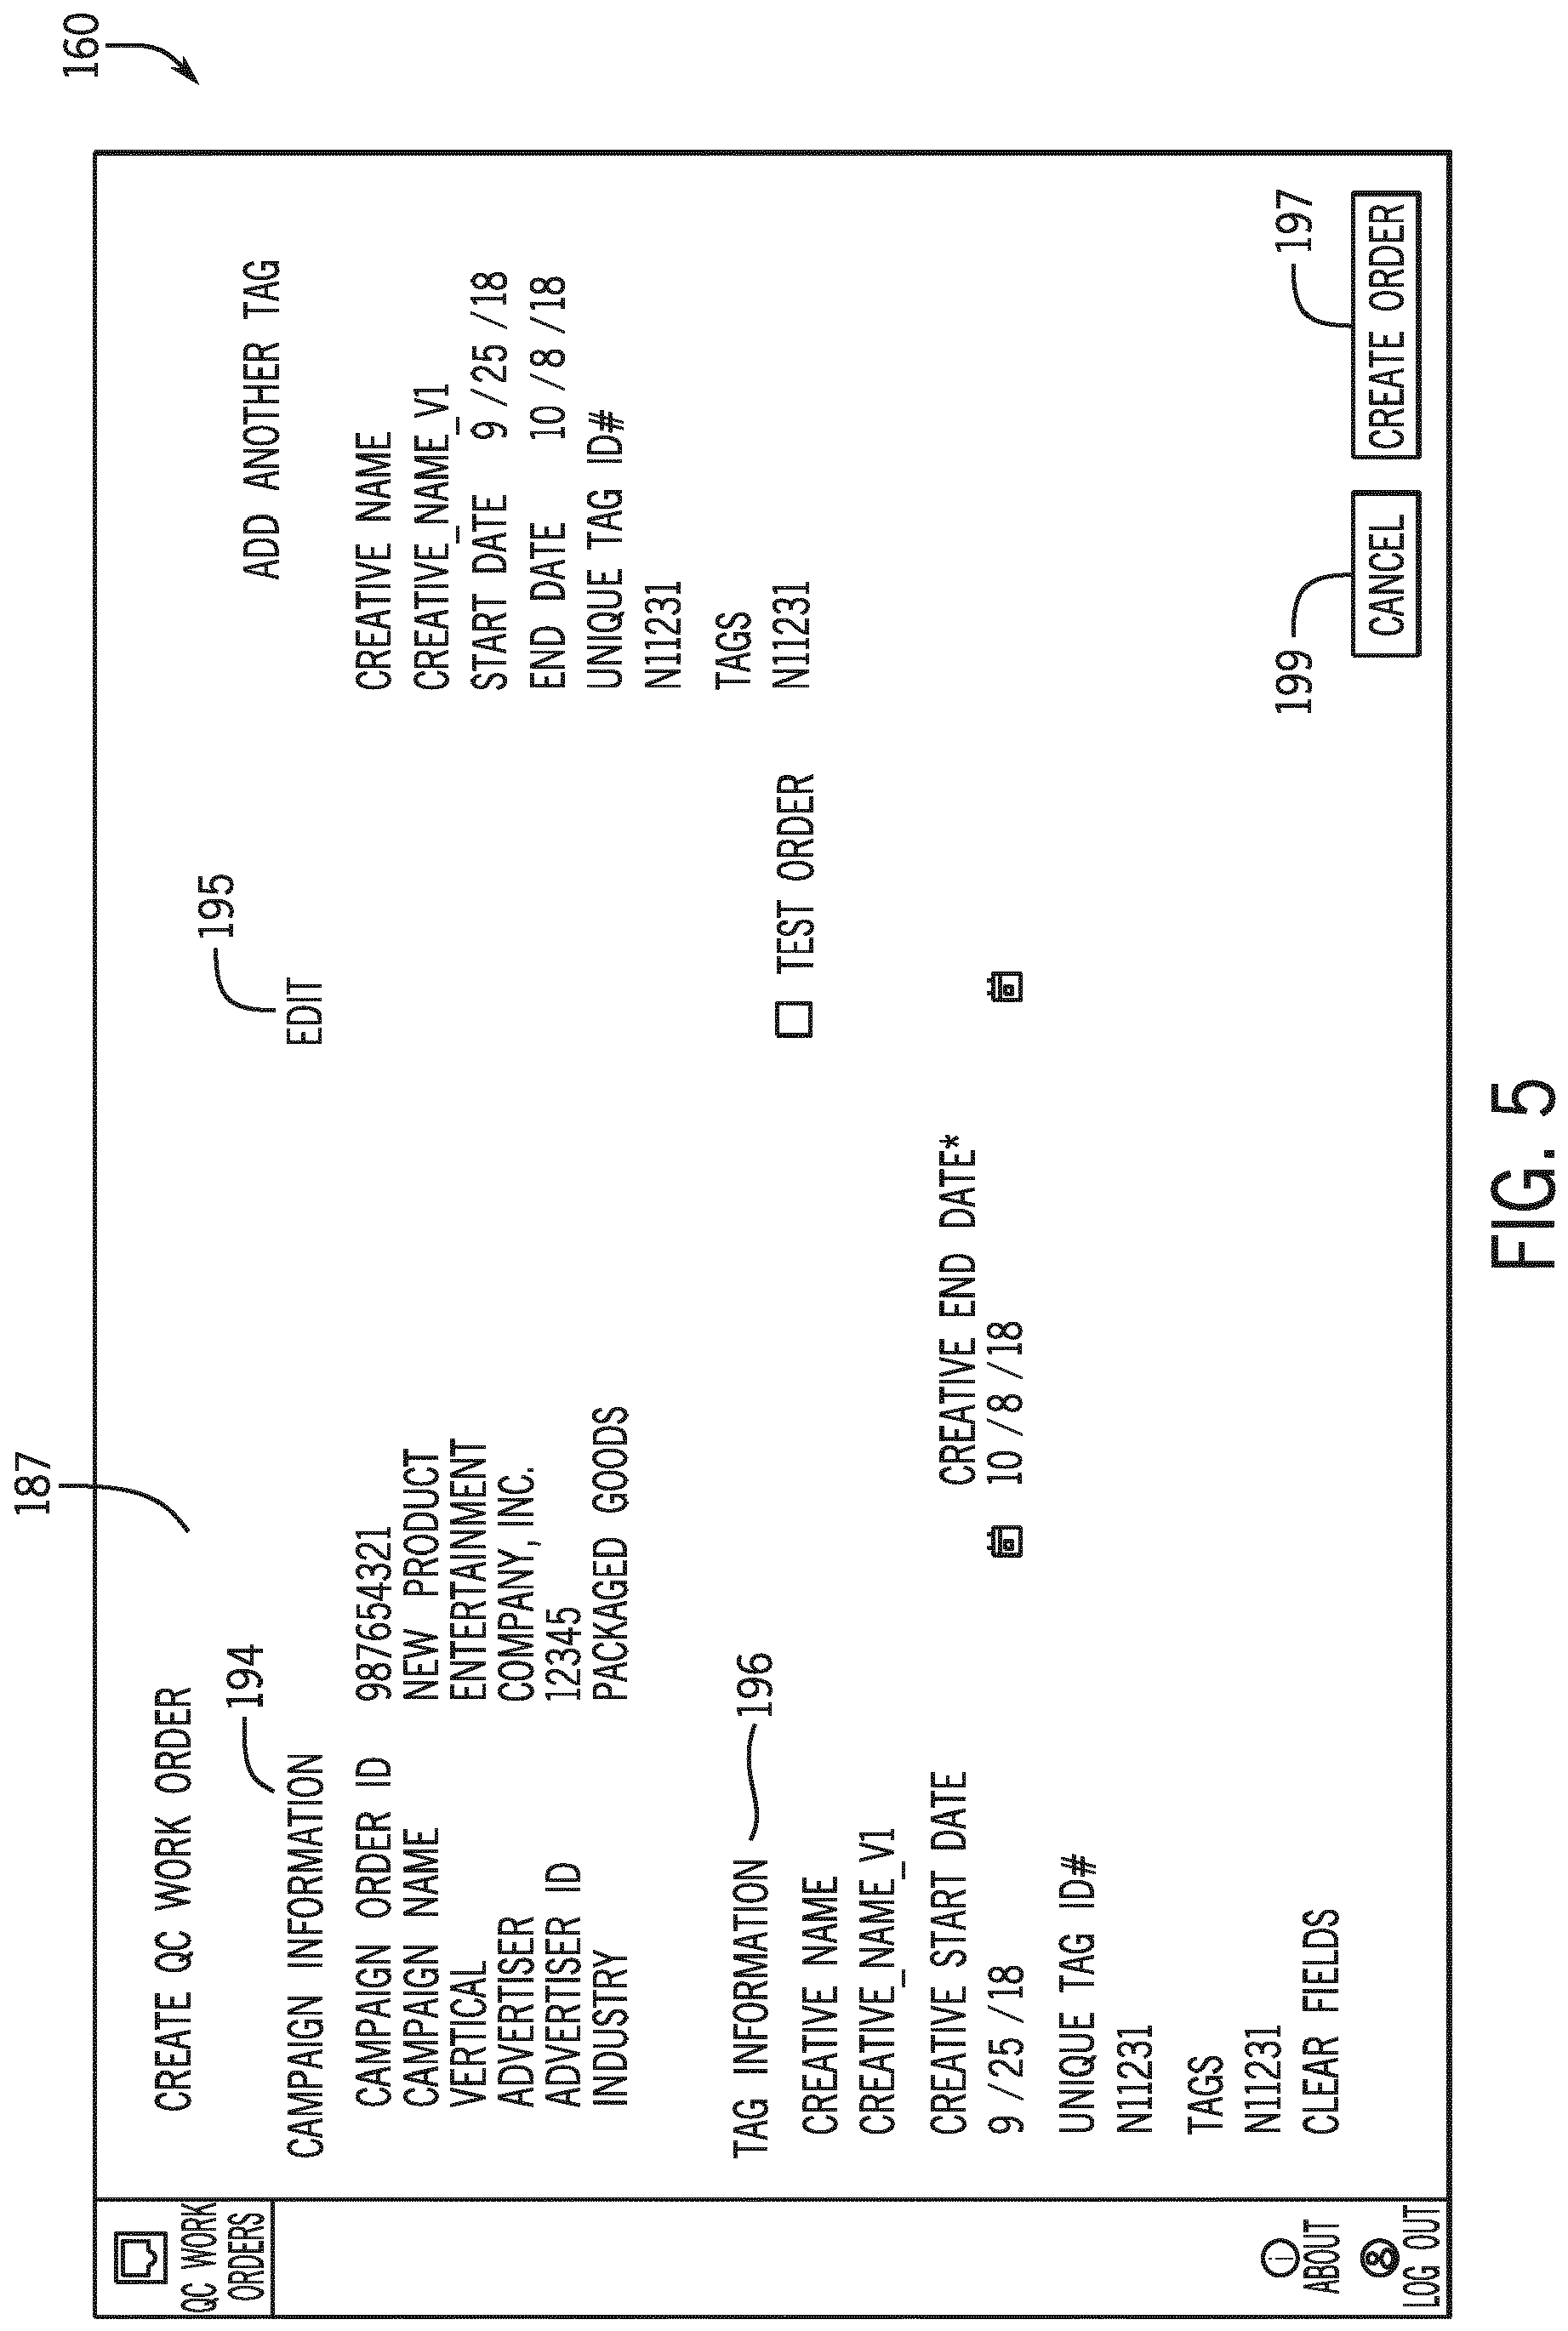 160
187
QC WORK
ORDERS
ABOUT
LOG OUT
CREATE QC WORK ORDER
194
CAMPAIGN INFORMATION
195
EDIT
CAMPAIGN ORDER ID 987654321
CAMPAIGN NAME NEW PRODUCT
VERTICAL ENTERTAINMENT
ADVERTISER COMPANY, INC.
ADVERTISER ID 12345
INDUSTRY PACKAGED GOODS
TAG INFORMATION
196
TEST ORDER
CREATIVE NAME
CREATIVE_NAME_V1
CREATIVE START DATE CREATIVE END DATE*
9 /25 /18 10 /8 /18
UNIQUE TAG ID#
N11231
TAGS
N11231
CLEAR FIELDS
ADD ANOTHER TAG
CREATIVE NAME
CREATIVE_NAME_V1
START DATE 9 /25 /18
END DATE 10 /8 /18
UNIQUE TAG ID#
N11231
TAGS
N11231
199
197
CANCEL
CREATE ORDER
FIG. 5